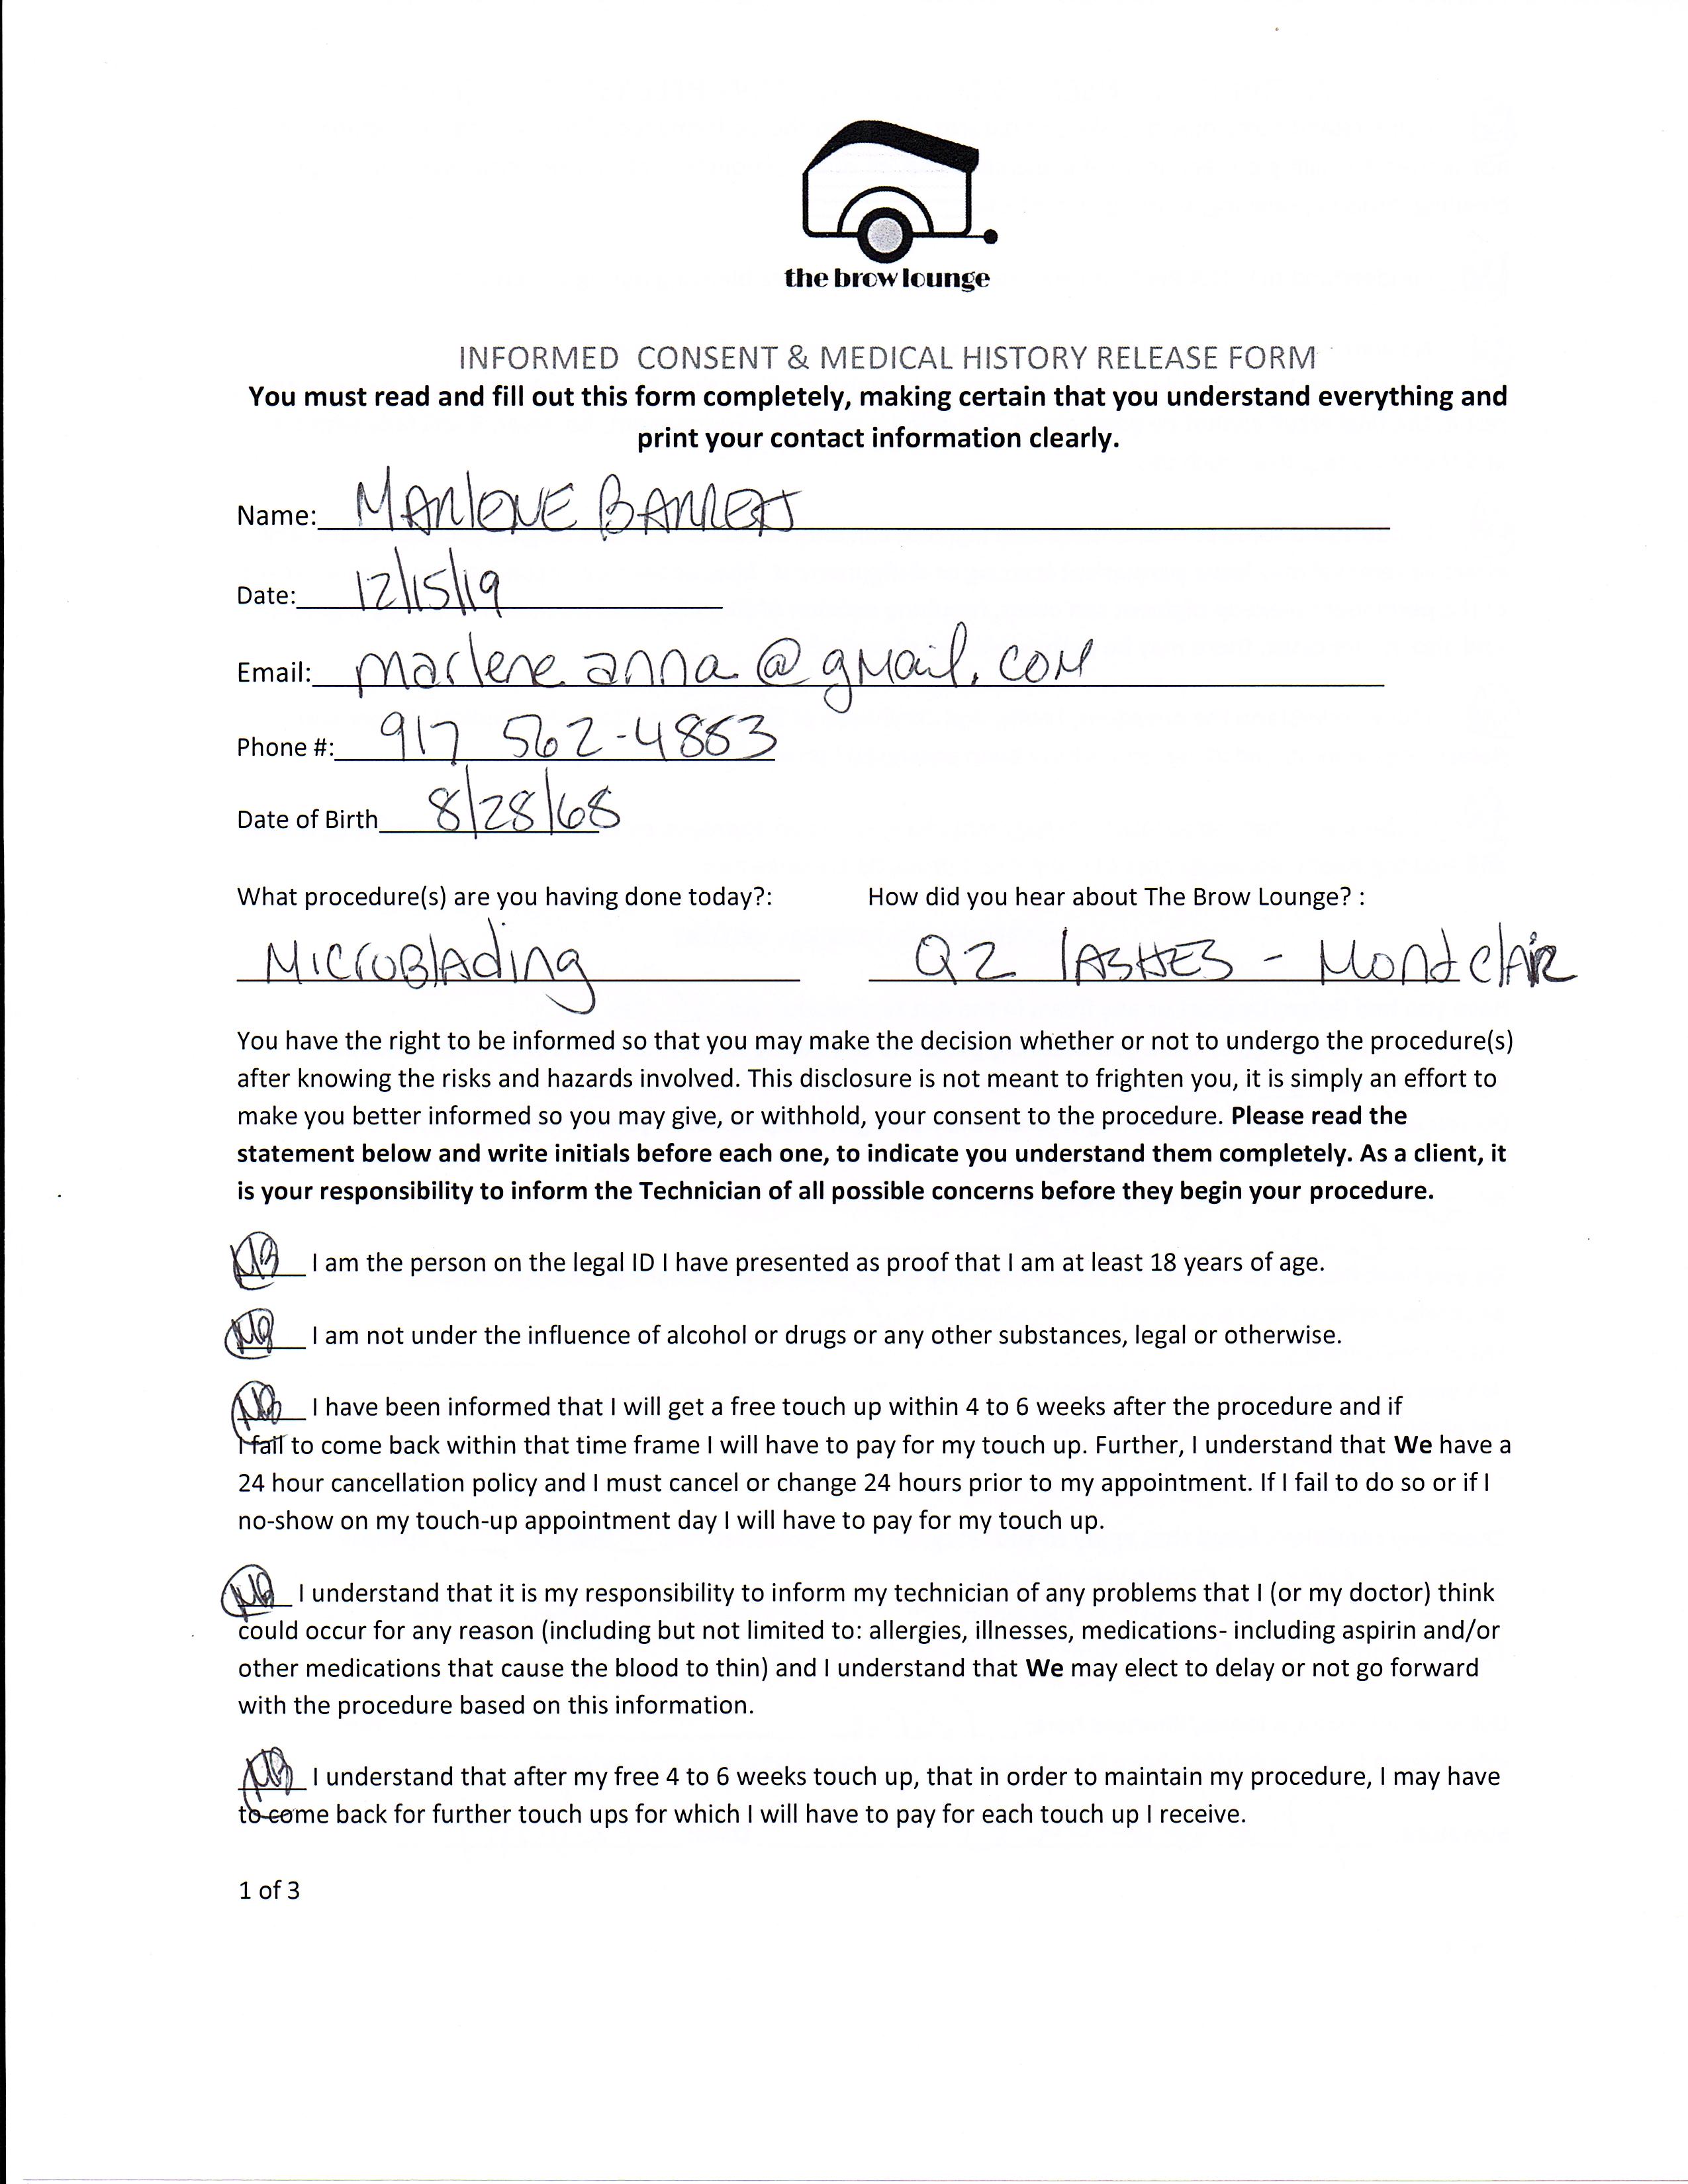 the brow lounge
INFORMED CONSENT & MEDICAL HISTORY RELEASE FORM
You must read and fill out this form completely, making certain that you understand everything and
print your contact information clearly.
Name: MARlENE BARRETT
Date: 12/15/19
Email: marlene.anna@gmail.com
Phone #: 917 562-4883
Date of Birth 8/28/68
What procedure(s) are you having done today?: How did you hear about The Brow Lounge? :
MICroBlAding Q2 lASHES - MontclAiR
You have the right to be informed so that you may make the decision whether or not to undergo the procedure(s)
after knowing the risks and hazards involved. This disclosure is not meant to frighten you, it is simply an effort to
make you better informed so you may give, or withhold, your consent to the procedure. Please read the
statement below and write initials before each one, to indicate you understand them completely. As a client, it
is your responsibility to inform the Technician of all possible concerns before they begin your procedure.
MB I am the person on the legal ID I have presented as proof that I am at least 18 years of age.
MB I am not under the influence of alcohol or drugs or any other substances, legal or otherwise.
MB I have been informed that I will get a free touch up within 4 to 6 weeks after the procedure and if
I fail to come back within that time frame I will have to pay for my touch up. Further, I understand that We have a
24 hour cancellation policy and I must cancel or change 24 hours prior to my appointment. If I fail to do so or if I
no-show on my touch-up appointment day I will have to pay for my touch up.
MB I understand that it is my responsibility to inform my technician of any problems that I (or my doctor) think
could occur for any reason (including but not limited to: allergies, illnesses, medications- including aspirin and/or
other medications that cause the blood to thin) and I understand that We may elect to delay or not go forward
with the procedure based on this information.
MB I understand that after my free 4 to 6 weeks touch up, that in order to maintain my procedure, I may have
to come back for further touch ups for which I will have to pay for each touch up I receive.
1 of 3